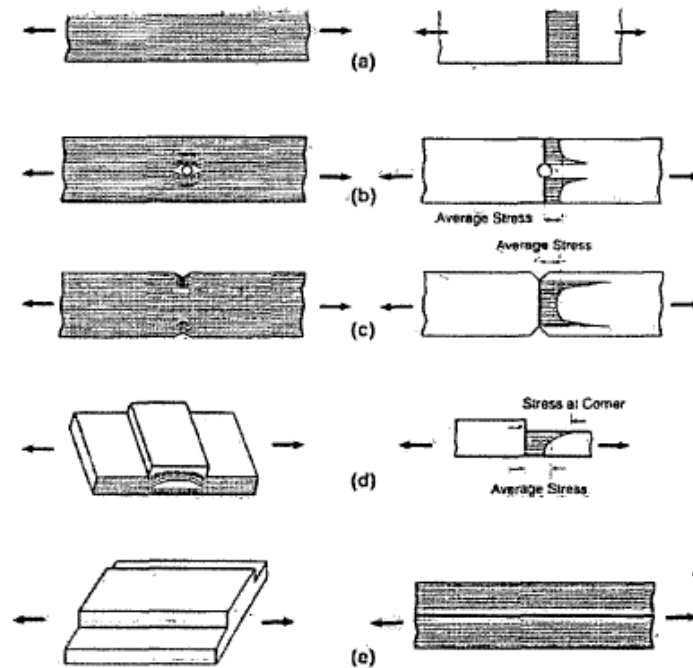 (a)
(b)
Average Stress
Average Stress
(c)
Stress at Corner
(d)
Average Stress
(e)